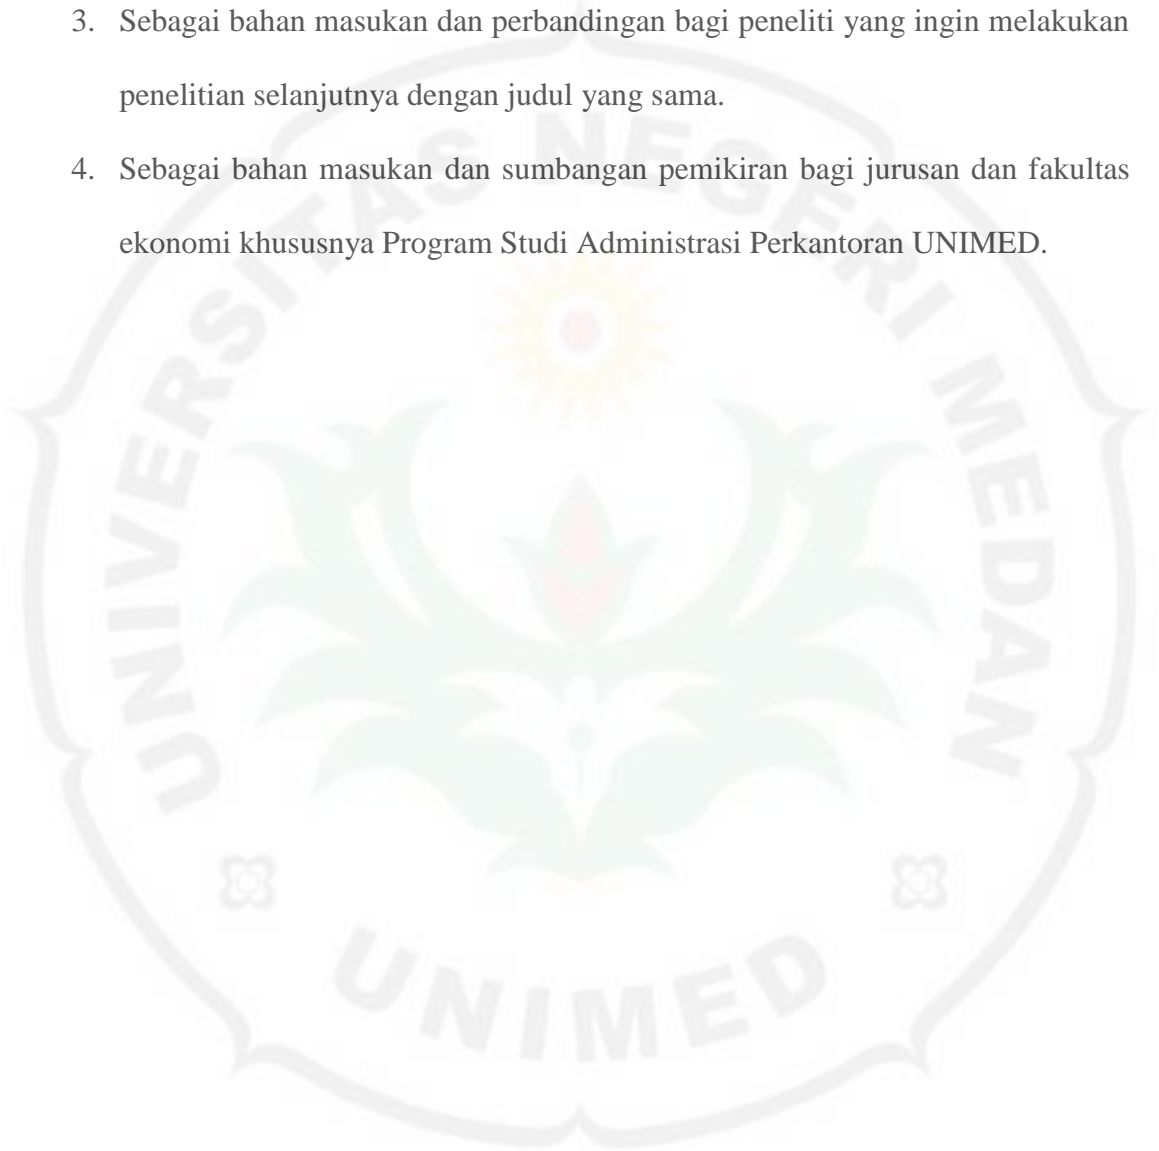 3. Sebagai bahan masukan dan perbandingan bagi peneliti yang ingin melakukan
penelitian selanjutnya dengan judul yang sama.
4. Sebagai bahan masukan dan sumbangan pemikiran bagi jurusan dan fakultas
ekonomi khususnya Program Studi Administrasi Perkantoran UNIMED.
UNIVERSITAS NEGERI MEDAN
UNIMED